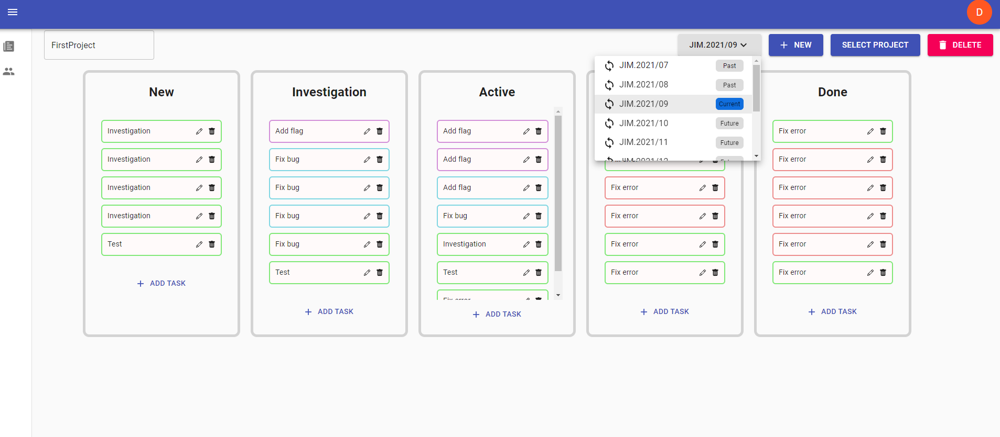 D
FirstProject
JIM.2021/09
NEW
SELECT PROJECT
DELETE
JIM.2021/07 Past
JIM.2021/08 Past
JIM.2021/09 Current
JIM.2021/10 Future
JIM.2021/11 Future
New
Investigation
Investigation
Investigation
Investigation
Test
ADD TASK
Investigation
Add flag
Fix bug
Fix bug
Fix bug
Fix bug
Test
ADD TASK
Active
Add flag
Add flag
Add flag
Fix bug
Investigation
Test
ADD TASK
Fix error
Fix error
Fix error
Fix error
ADD TASK
Done
Fix error
Fix error
Fix error
Fix error
Fix error
Fix error
ADD TASK